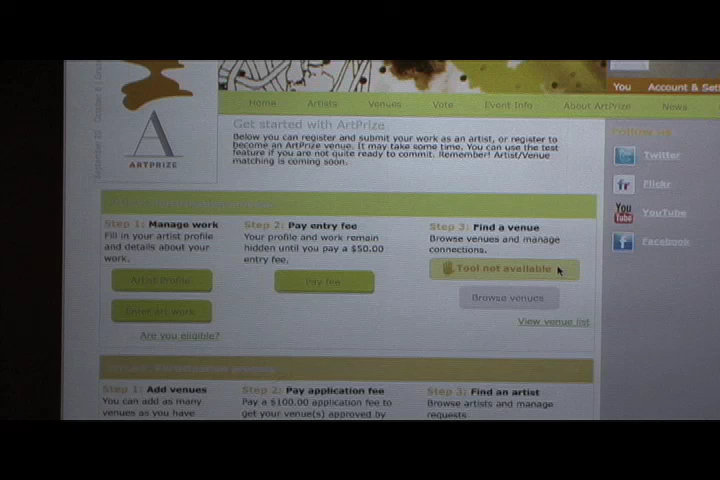 You Account & Set
Home Artists Venues Vote Event Info About ArtPrize News
Get started with ArtPrize
Below you can register and submit your work as an artist, or register to
become an ArtPrize venue. It may take some time. You can use the test
feature if you are not quite ready to commit. Remember! Artist/Venue
matching is coming soon.
ARTPRIZE
Follow us
Twitter
Flickr
YouTube
Facebook
Step 1: Manage work
Fill in your artist profile
and details about your
work.
Artist Profile
Enter art work
Are you eligible?
Step 2: Pay entry fee
Your profile and work remain
hidden until you pay a $50.00
entry fee.
Pay fee
Step 3: Find a venue
Browse venues and manage
connections.
Tool not available
Browse venues
View venue list
Step 1: Add venues
You can add as many
venues as you have
Step 2: Pay application fee
Pay a $100.00 application fee to
get your venue(s) approved by
Step 3: Find an artist
Browse artists and manage
requests